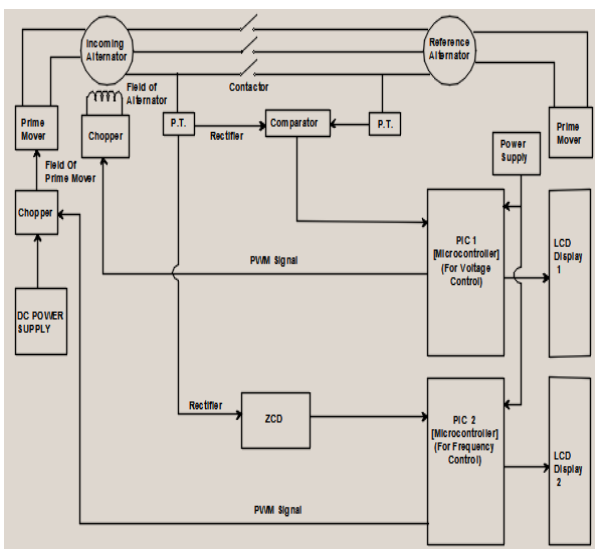 Incoming
Alternator
Reference
Alternator
Field of
Alternator
Contactor
Prime
Mover
Chopper
P.T.
Rectifier
Comparator
P.T.
Prime
Mover
Power
Supply
Field Of
Prime Mover
Chopper
PIC 1
[Microcontroller]
(For Voltage
Control)
LCD
Display
1
PWM Signal
DC POWER
SUPPLY
Rectifier
ZCD
PIC 2
[Microcontroller]
(For Frequency
Control)
LCD
Display
2
PWM Signal